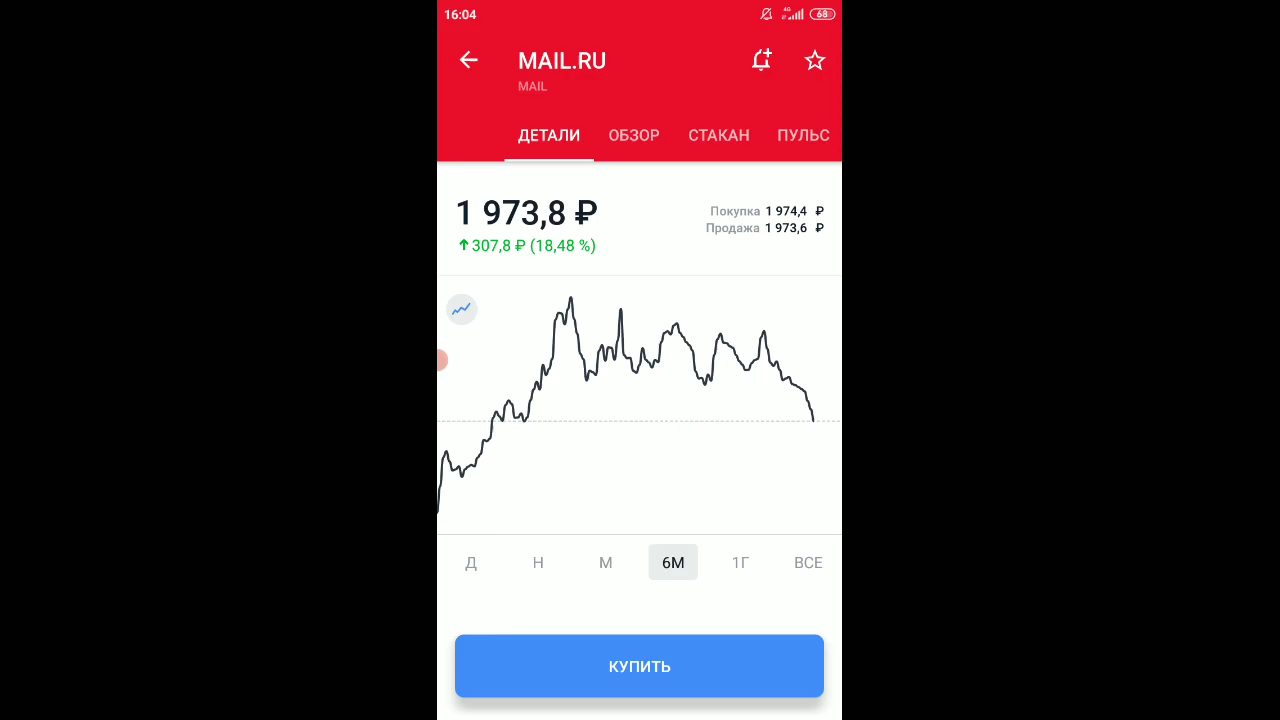 16:04 4G 68
MAIL.RU
MAIL
ДЕТАЛИ ОБЗОР СТАКАН ПУЛЬС
1 973,8 ₽
Покупка 1 974,4 ₽
Продажа 1 973,6 ₽
307,8 ₽ (18,48 %)
Д Н М 6М 1Г ВСЕ
КУПИТЬ